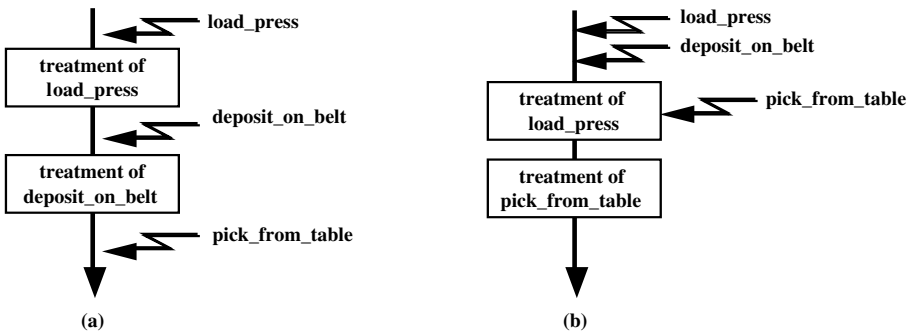 load_press
treatment of
load_press
deposit_on_belt
treatment of
deposit_on_belt
pick_from_table
(a)
load_press
deposit_on_belt
treatment of
load_press
pick_from_table
treatment of
pick_from_table
(b)